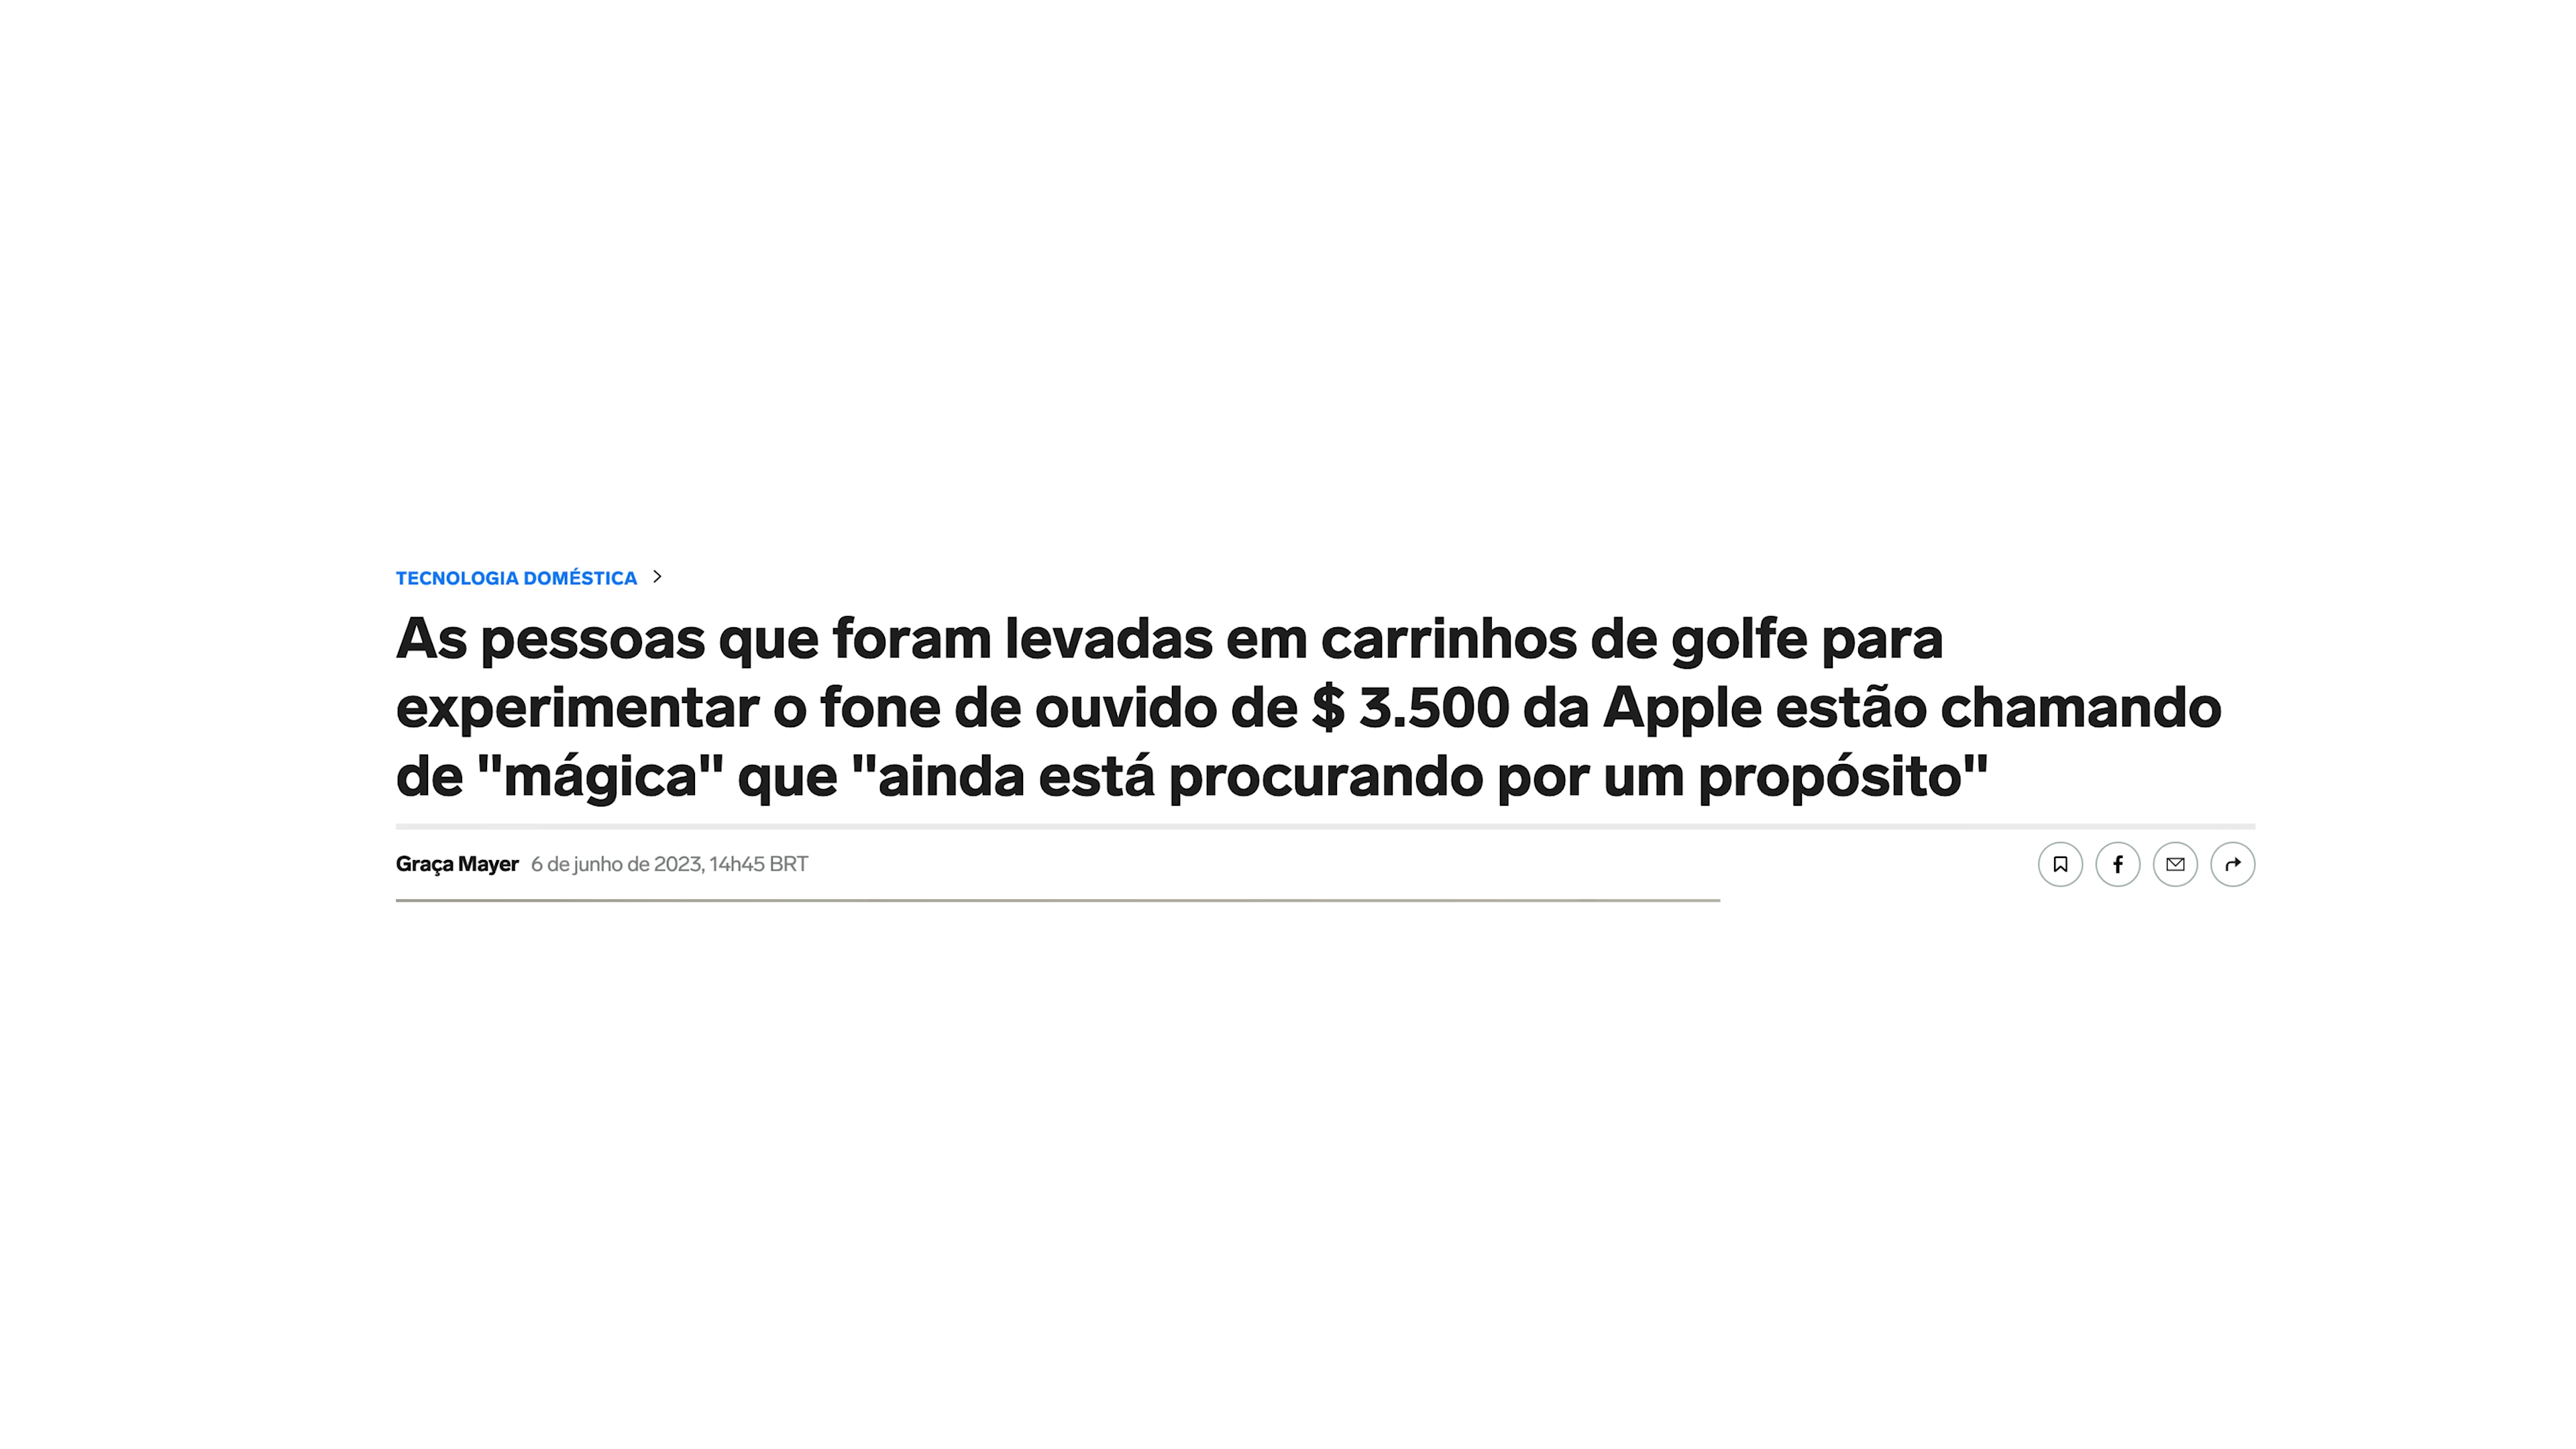 TECNOLOGIA DOMÉSTICA
As pessoas que foram levadas em carrinhos de golfe para
experimentar o fone de ouvido de $ 3.500 da Apple estão chamando
de "mágica" que "ainda está procurando por um propósito"
Graça Mayer 6 de junho de 2023, 14h45 BRT